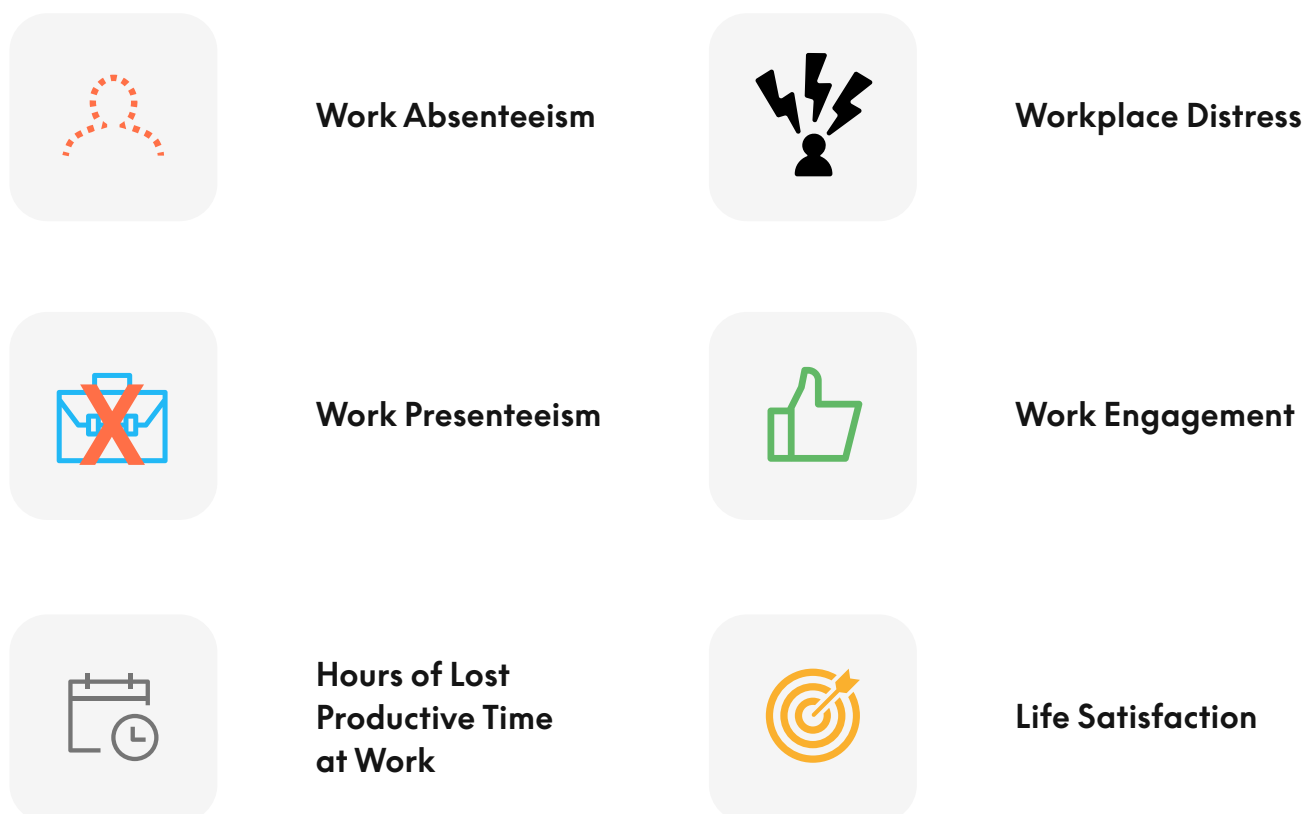 Work Absenteeism
Workplace Distress
Work Presenteeism
Work Engagement
Hours of Lost
Productive Time
at Work
Life Satisfaction